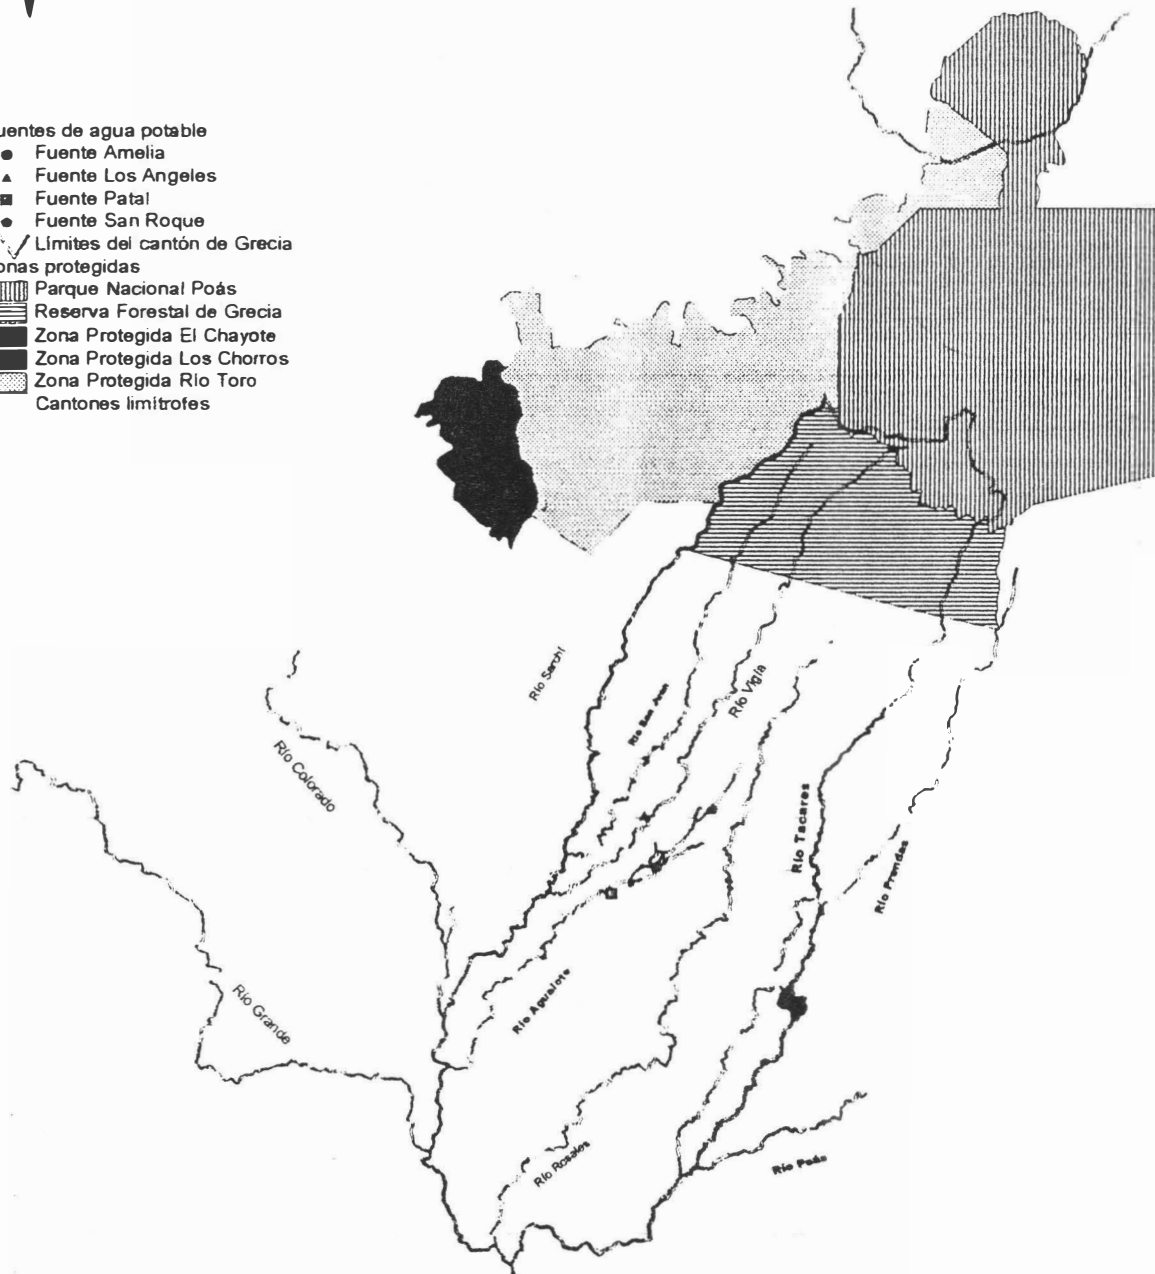 uentes de agua potable
Fuente Amelia
Fuente Los Angeles
Fuente Patal
Fuente San Roque
Límites del cantón de Grecia
onas protegidas
Parque Nacional Poás
Reserva Forestal de Grecia
Zona Protegida El Chayote
Zona Protegida Los Chorros
Zona Protegida Río Toro
Cantones limítrofes
Río Sarchí
Río San Juan
Río Vigía
Río Colorado
Río Tacares
Río Prendas
Río Grande
Río Agualote
Río Rosales
Río Poás